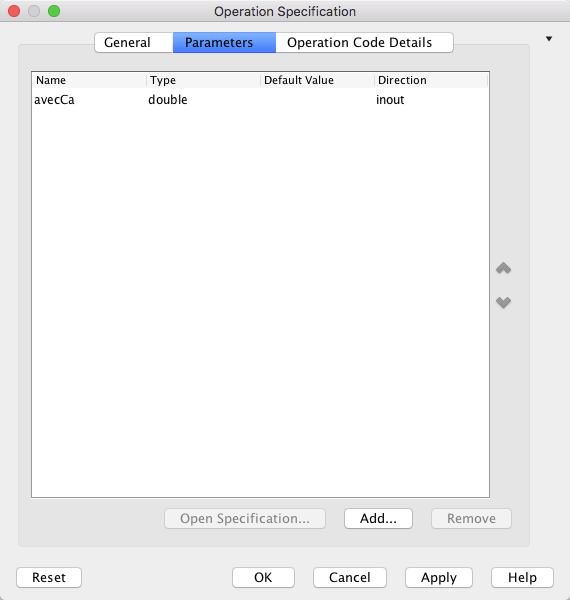 Operation Specification
General Parameters Operation Code Details
Name Type Default Value Direction
avecCa double inout
Open Specification... Add... Remove
Reset OK Cancel Apply Help